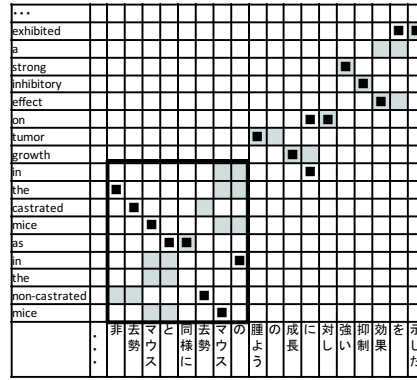 ...
exhibited
a
strong
inhibitory
effect
on
tumor
growth
in
the
castrated
mice
as
in
the
non-castrated
mice
・・・
非
去勢
マウス
と
同様に
去勢
マウス
の
腫よう
の
成長
に
対し
強い
抑制
効果
を
示した